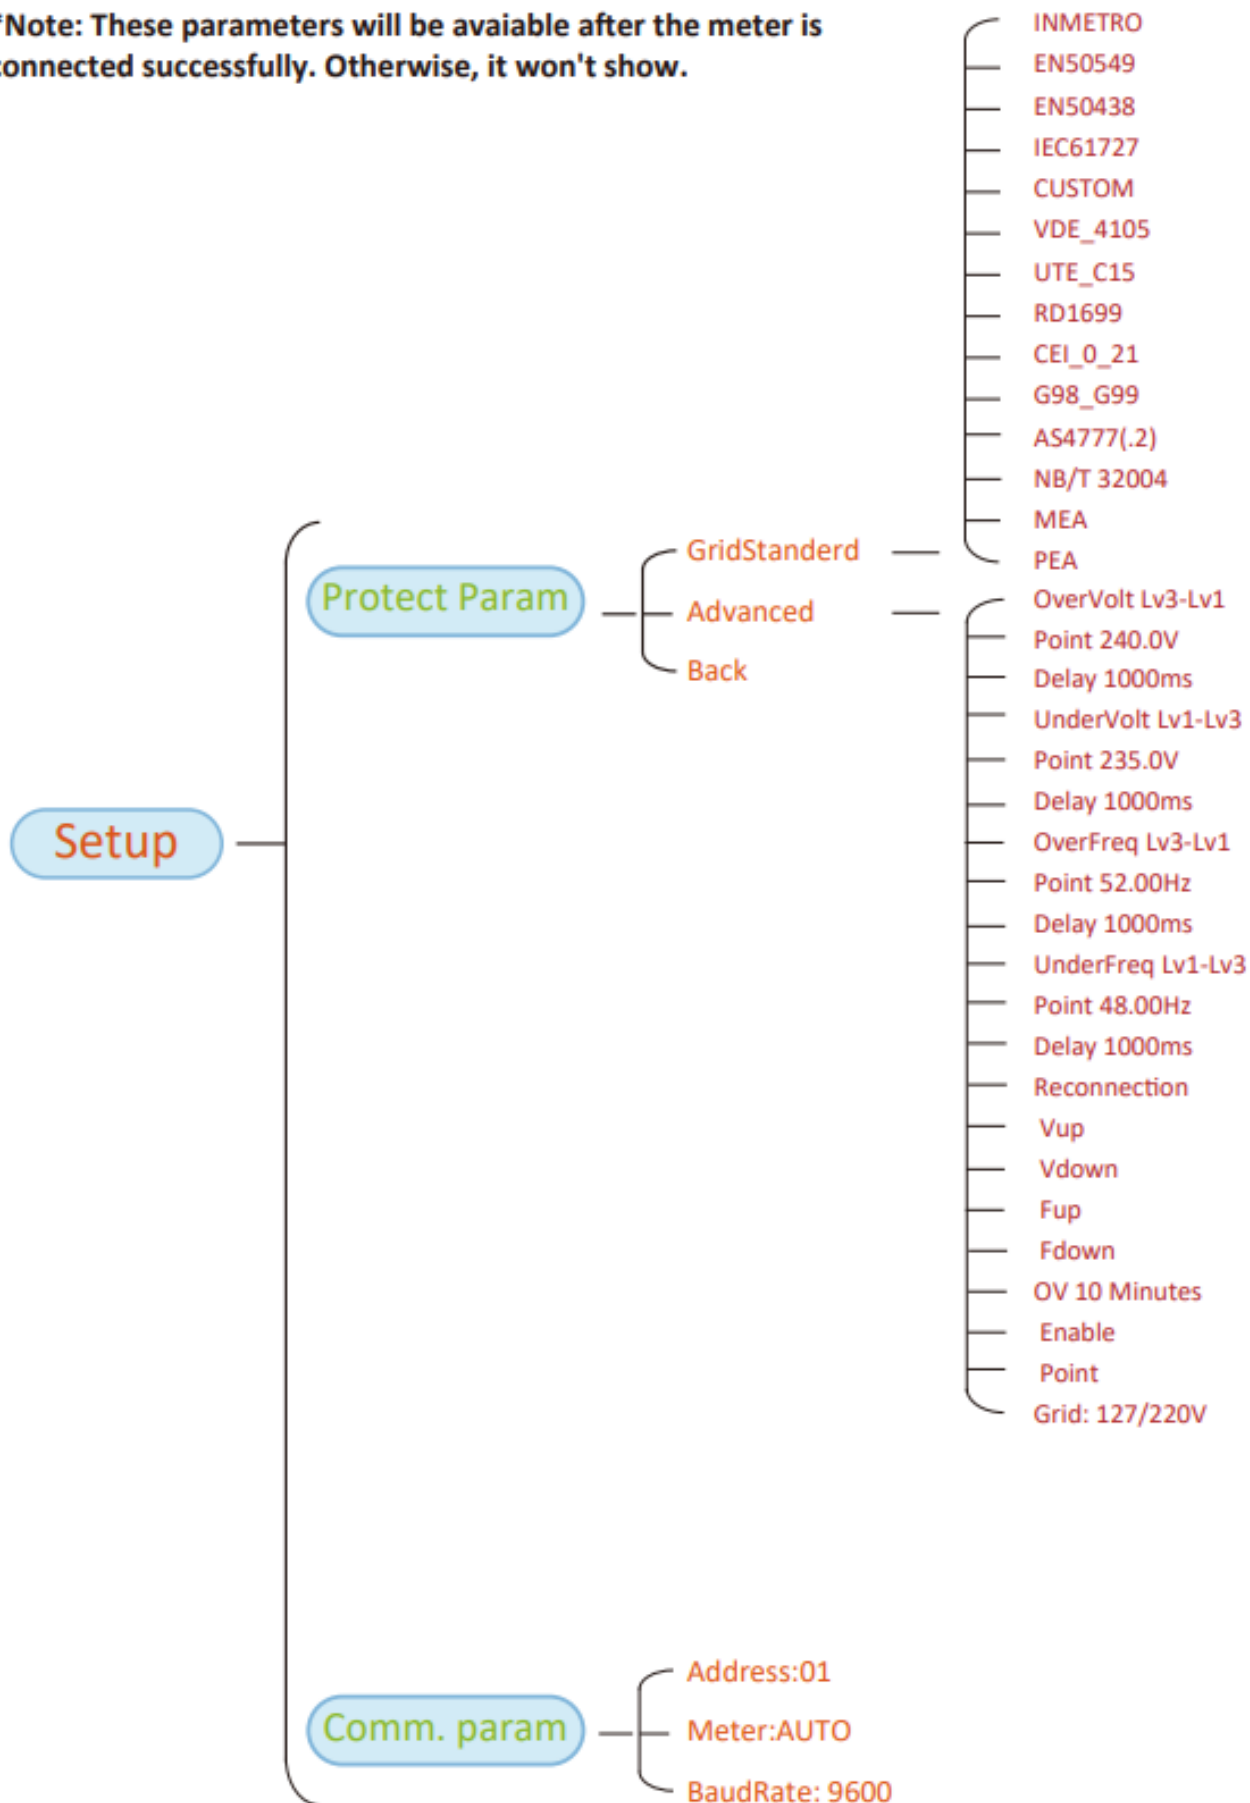 *Note: These parameters will be avaiable after the meter is
connected successfully. Otherwise, it won't show.
INMETRO
EN50549
EN50438
IEC61727
CUSTOM
VDE_4105
UTE_C15
RD1699
CEI_0_21
G98_G99
AS4777(.2)
NB/T 32004
MEA
PEA
GridStanderd
Protect Param
Advanced
Back
OverVolt Lv3-Lv1
Point 240.0V
Delay 1000ms
UnderVolt Lv1-Lv3
Point 235.0V
Delay 1000ms
Setup
OverFreq Lv3-Lv1
Point 52.00Hz
Delay 1000ms
UnderFreq Lv1-Lv3
Point 48.00Hz
Delay 1000ms
Reconnection
Vup
Vdown
Fup
Fdown
OV 10 Minutes
Enable
Point
Grid: 127/220V
Comm. param
Address:01
Meter:AUTO
BaudRate: 9600